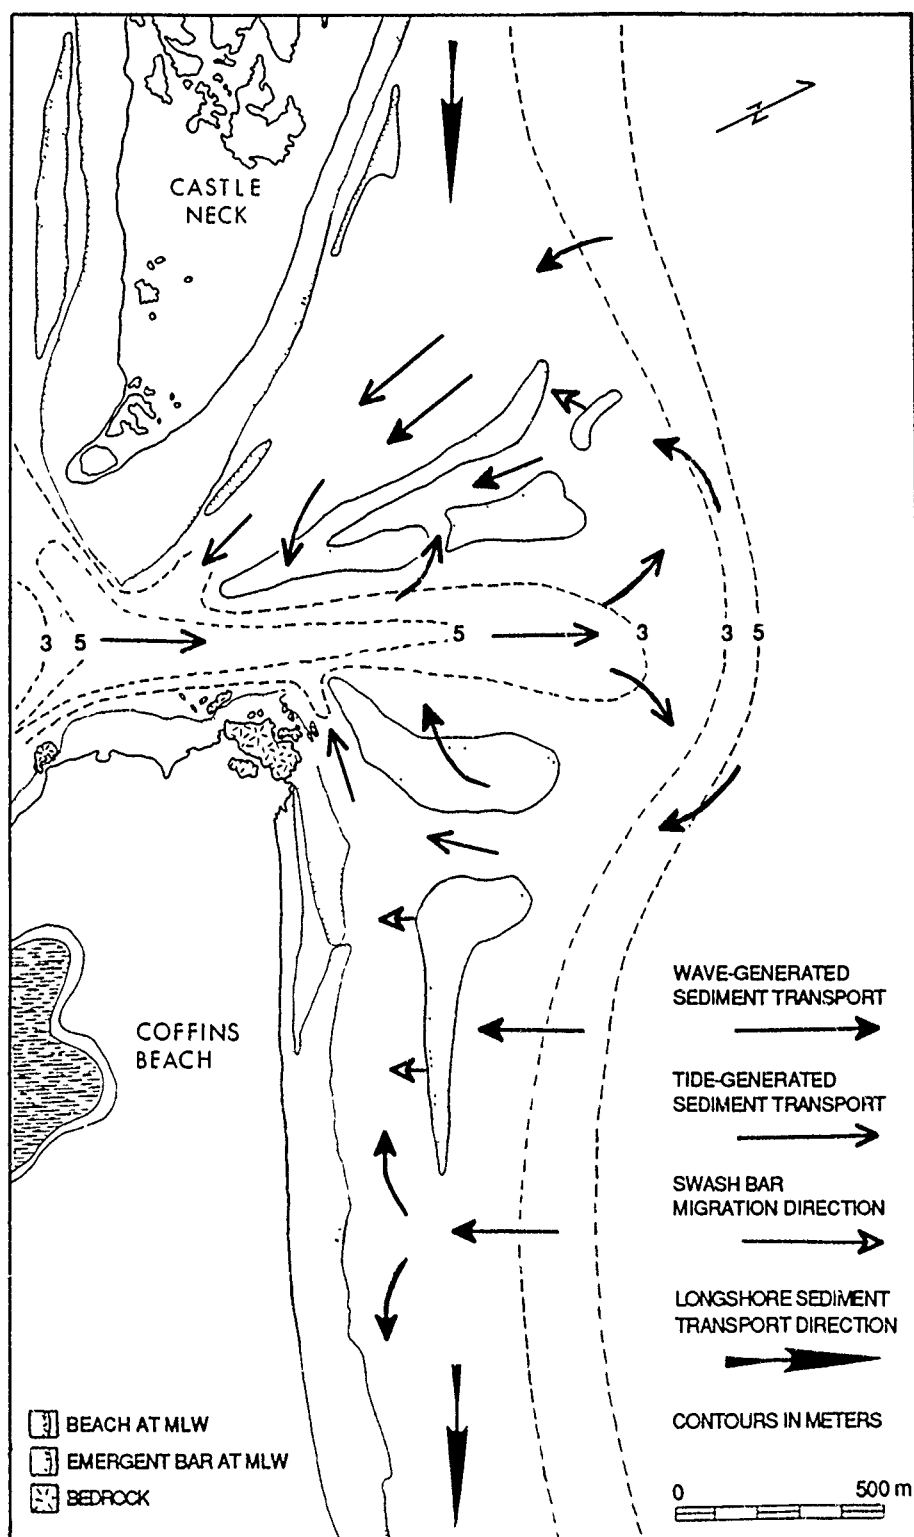 N
CASTLE
NECK
3 5
5
3
3 5
COFFINS
BEACH
WAVE-GENERATED
SEDIMENT TRANSPORT
TIDE-GENERATED
SEDIMENT TRANSPORT
SWASH BAR
MIGRATION DIRECTION
LONGSHORE SEDIMENT
TRANSPORT DIRECTION
CONTOURS IN METERS
0 500 m
BEACH AT MLW
EMERGENT BAR AT MLW
BEDROCK